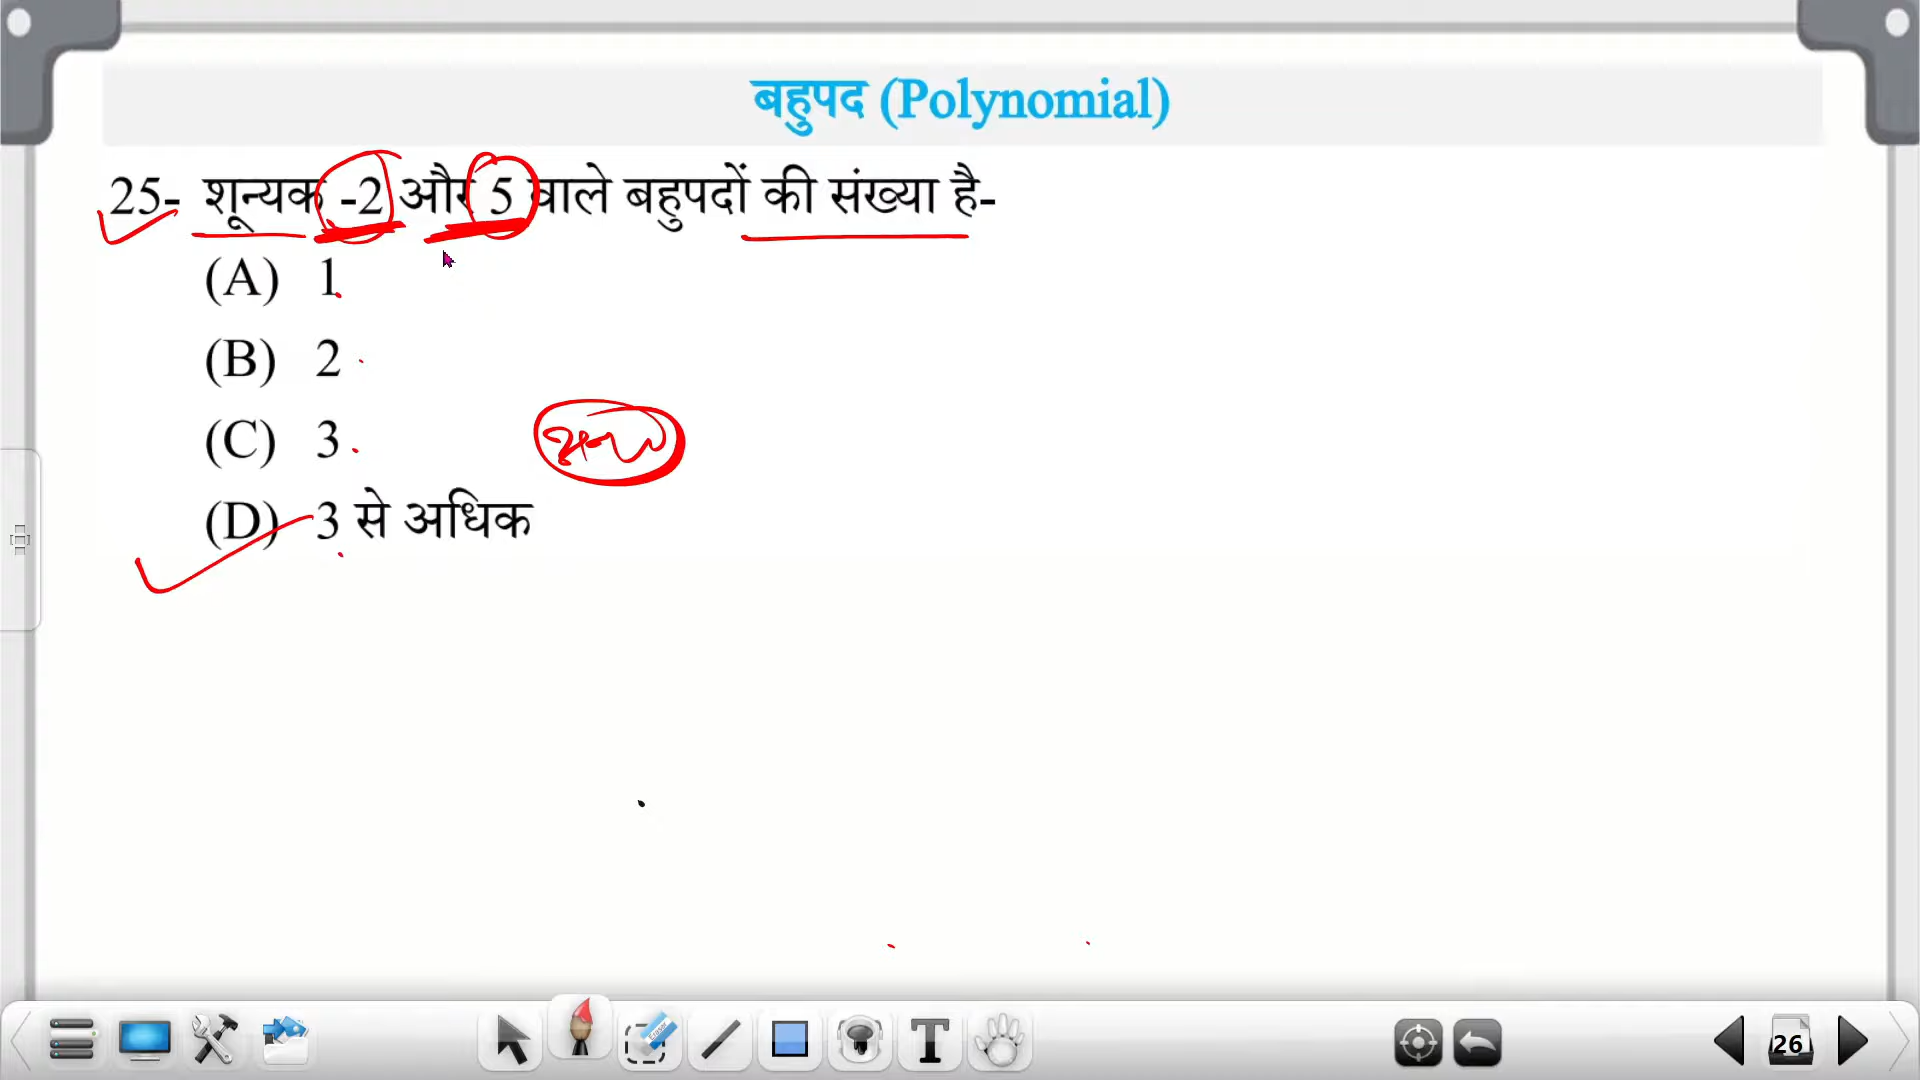 बहुपद (Polynomial)
25- शून्यक -2 और 5 वाले बहुपदों की संख्या है-
(A) 1
(B) 2
(C) 3
(D) 3 से अधिक
26